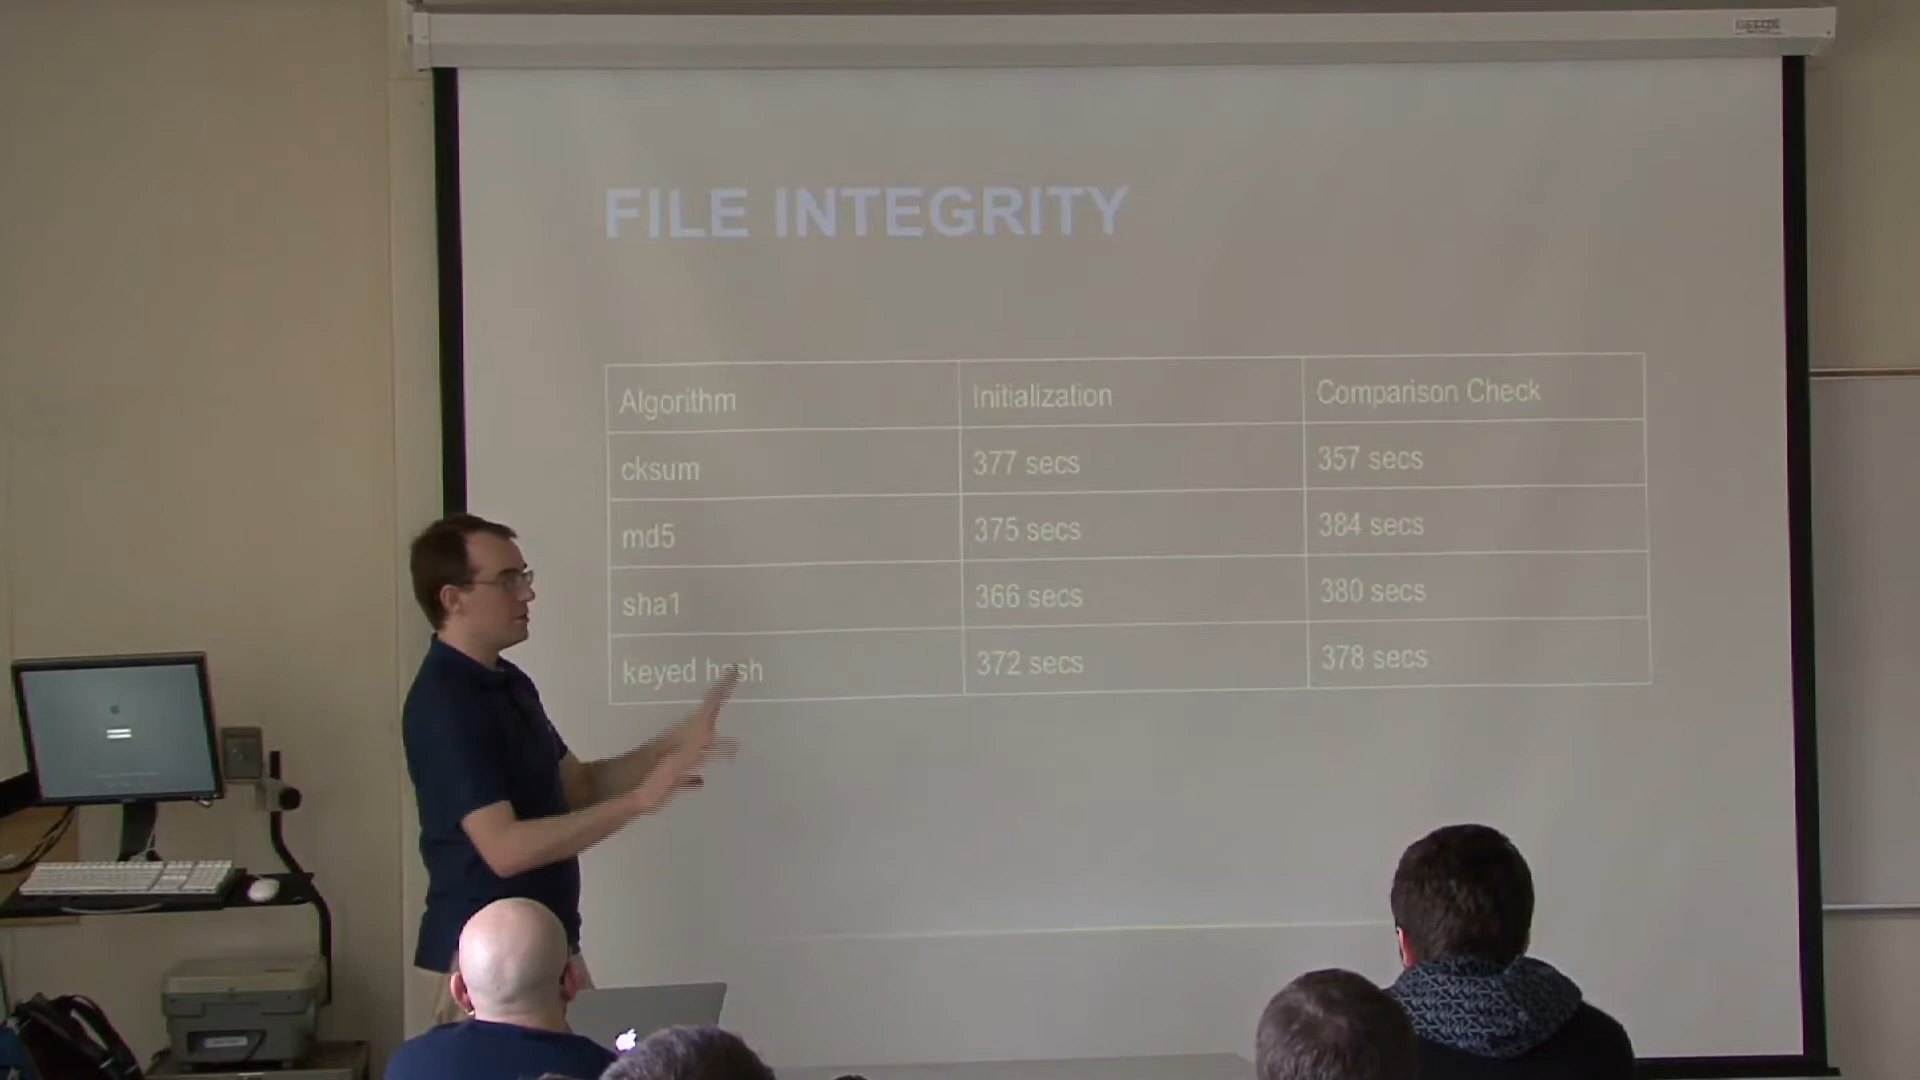 FILE INTEGRITY
Algorithm Initialization Comparison Check
cksum 377 secs 357 secs
md5 375 secs 384 secs
sha1 366 secs 380 secs
keyed hash 372 secs 378 secs